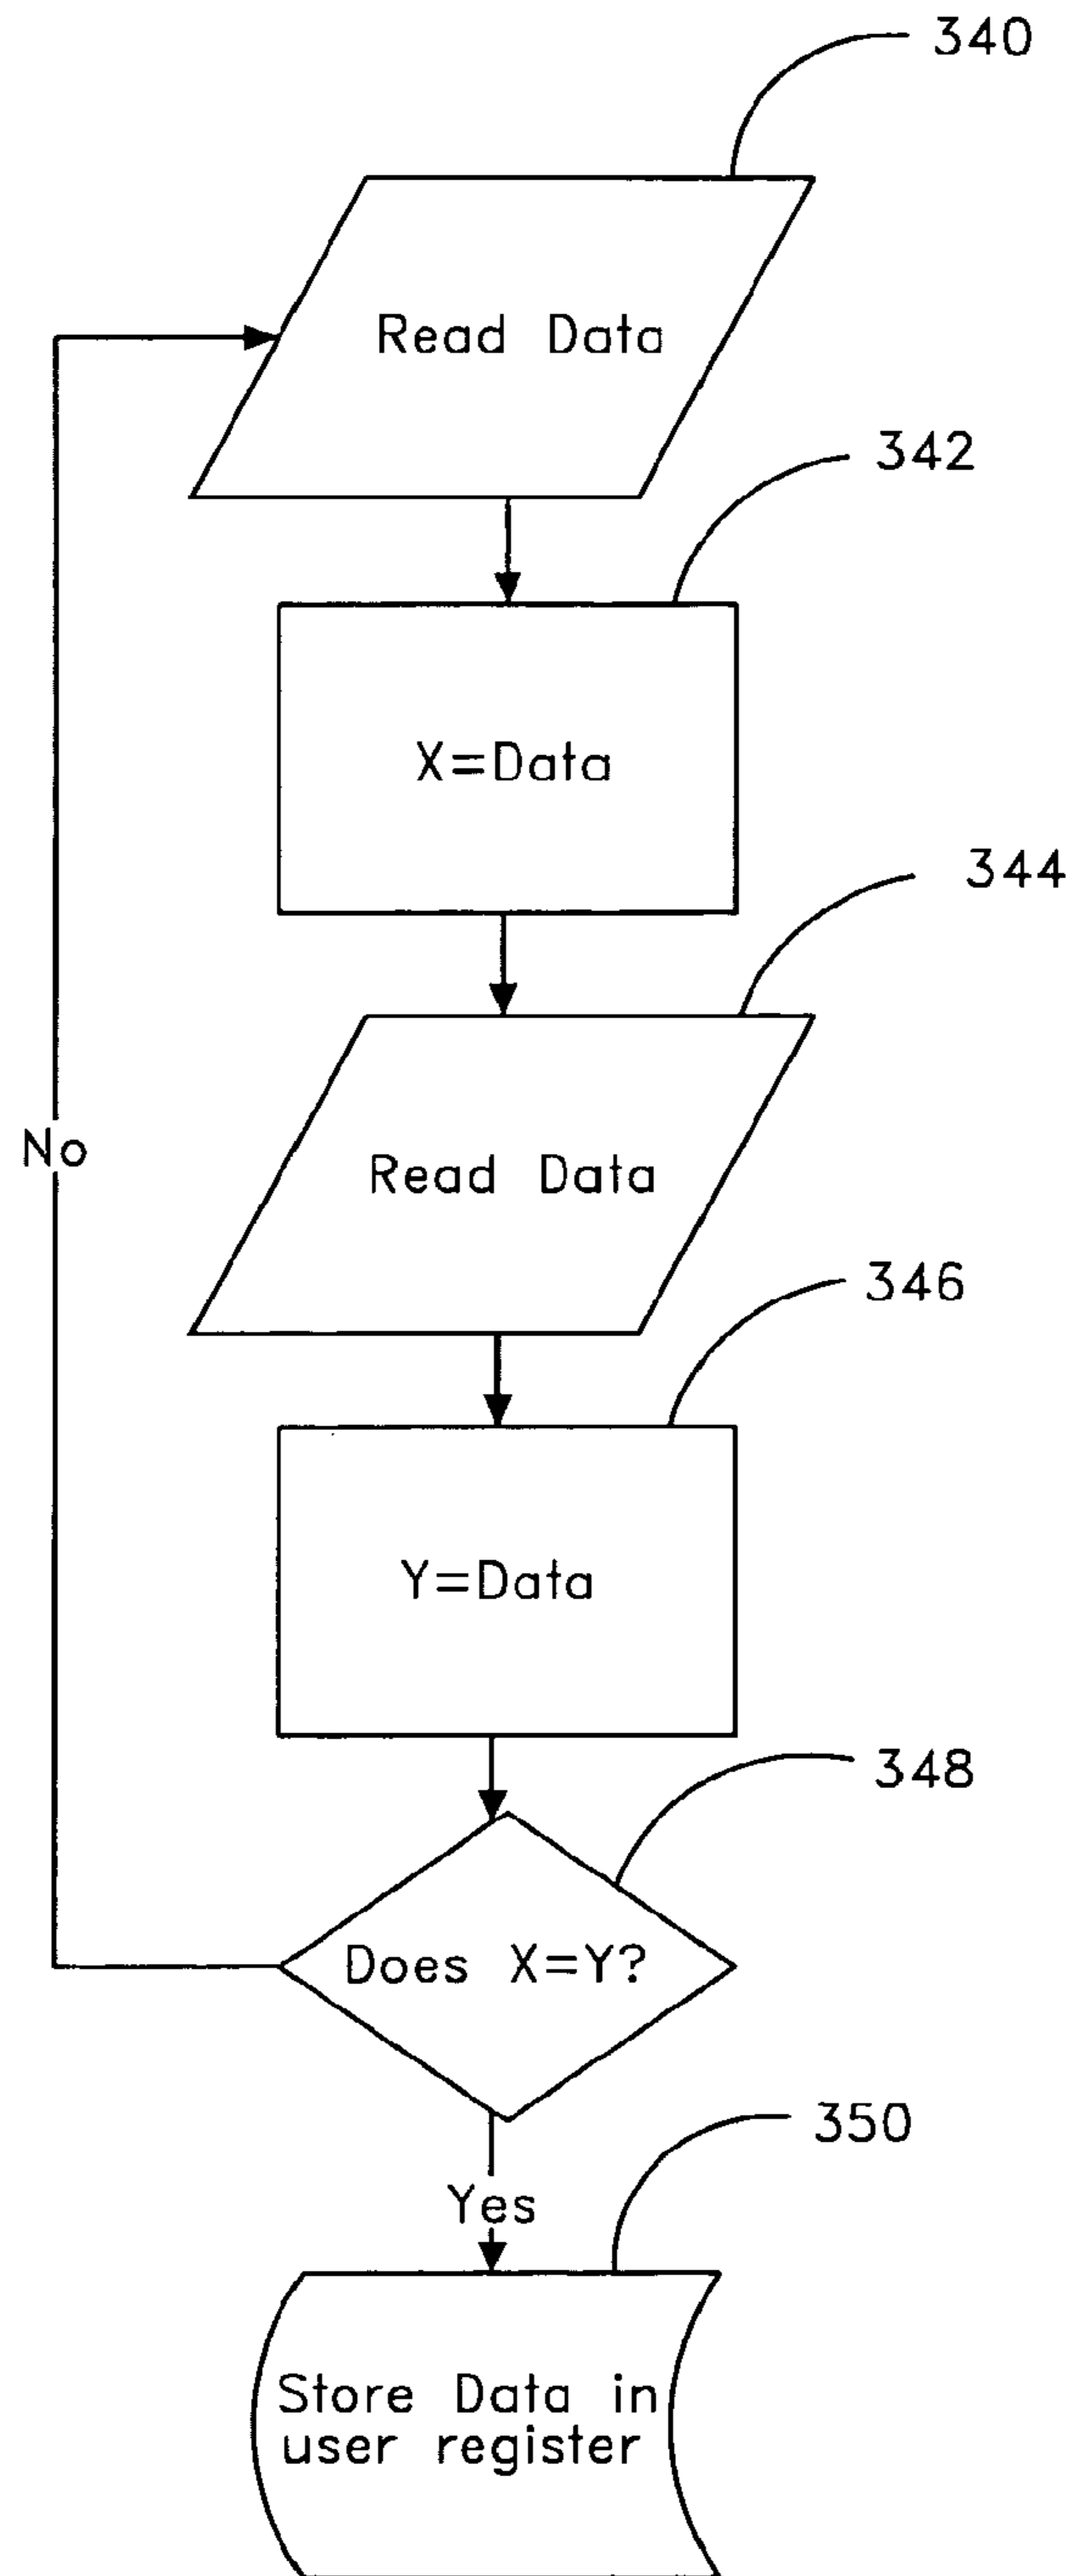 340
Read Data
342
X=Data
344
No
Read Data
346
Y=Data
348
Does X=Y?
350
Yes
Store Data in
user register